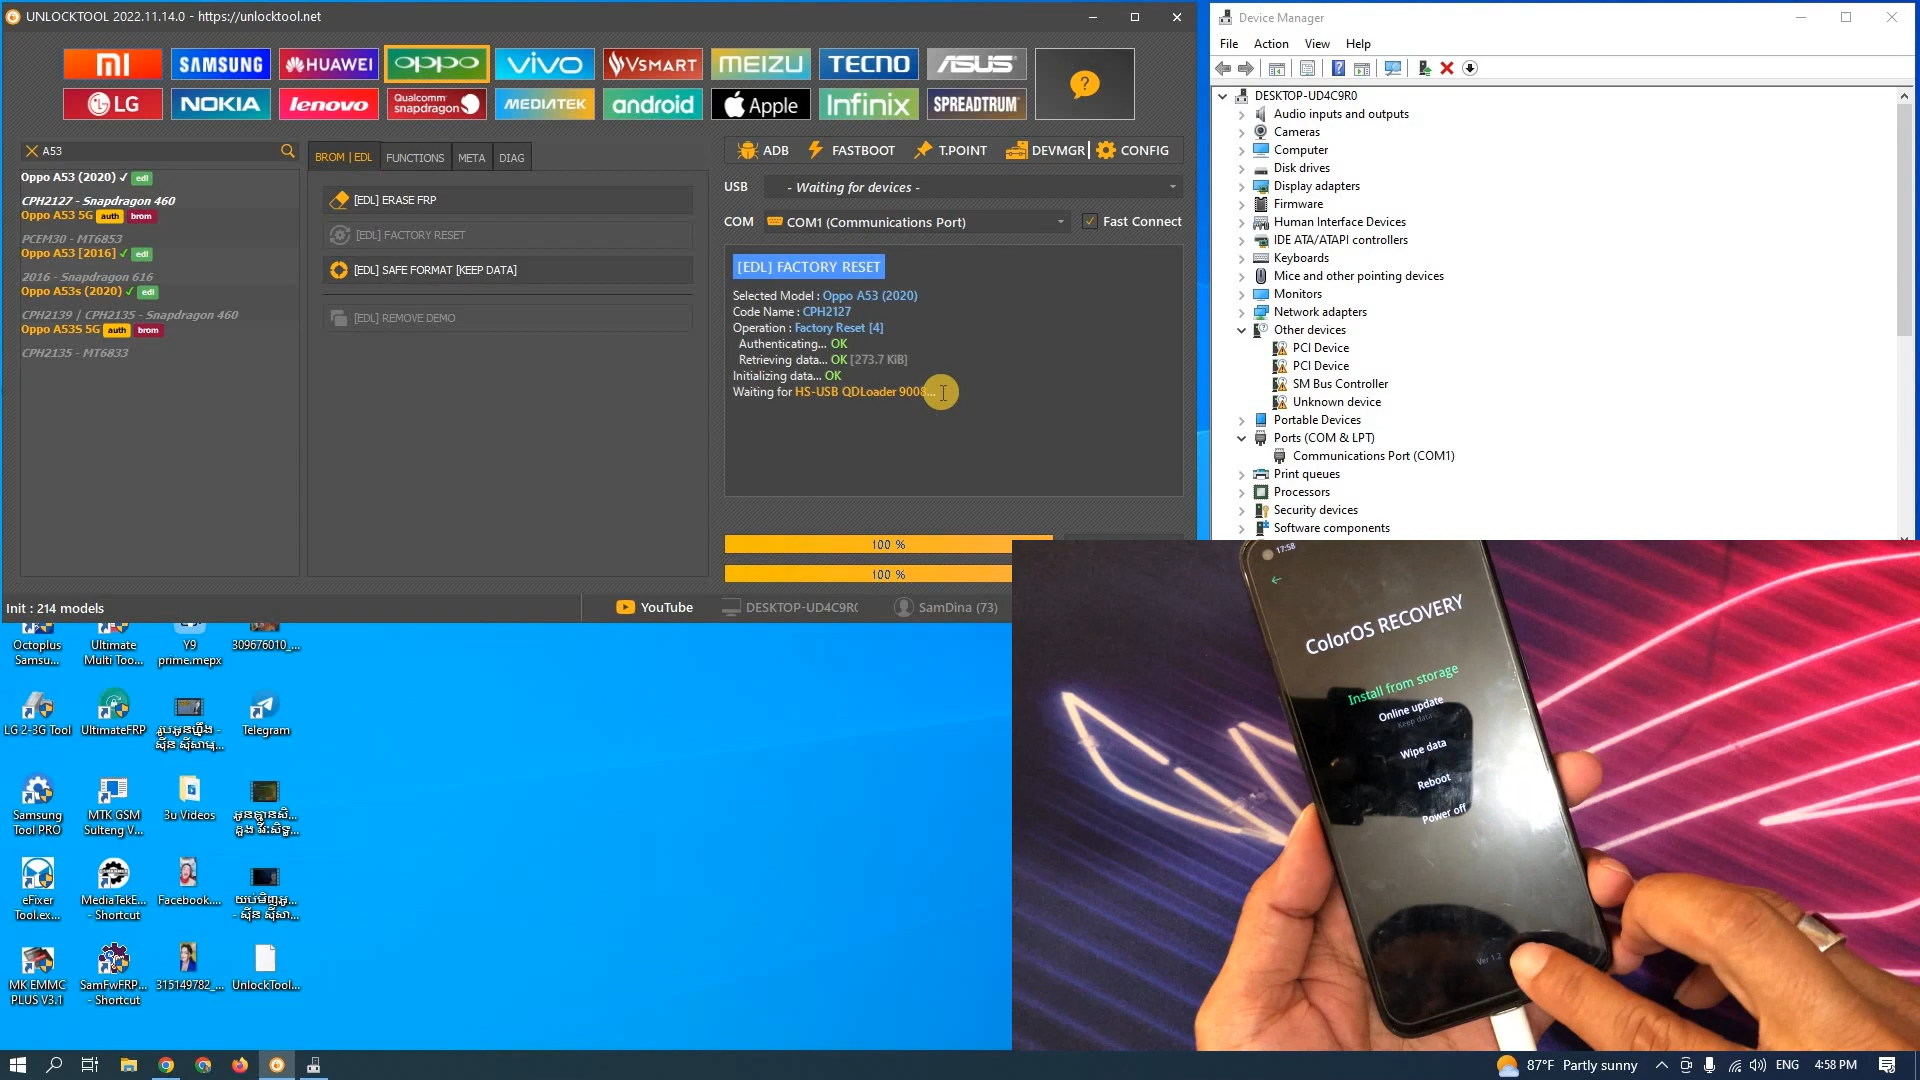 UNLOCKTOOL 2022.11.14.0 - https://unlocktool.net
mi
SAMSUNG
HUAWEI
oppo
vivo
VSMART
MEIZU
TECNO
ASUS
LG
NOKIA
lenovo
Qualcomm snapdragon
MEDIATEK
android
Apple
Infinix
SPREADTRUM
?
A53
Oppo A53 (2020) ✓ edl
CPH2127 - Snapdragon 460
Oppo A53 5G auth brom
PCEM30 - MT6853
Oppo A53 [2016] ✓ edl
2016 - Snapdragon 616
Oppo A53s (2020) ✓ edl
CPH2139 | CPH2135 - Snapdragon 460
Oppo A53S 5G auth brom
CPH2135 - MT6833
BROM | EDL
FUNCTIONS
META
DIAG
[EDL] ERASE FRP
[EDL] FACTORY RESET
[EDL] SAFE FORMAT [KEEP DATA]
[EDL] REMOVE DEMO
ADB
FASTBOOT
T.POINT
DEVMGR
CONFIG
USB
- Waiting for devices -
COM
COM1 (Communications Port)
Fast Connect
[EDL] FACTORY RESET
Selected Model : Oppo A53 (2020)
Code Name : CPH2127
Operation : Factory Reset [4]
Authenticating... OK
Retrieving data... OK [273.7 KiB]
Initializing data... OK
Waiting for HS-USB QDLoader 9008...
100 %
100 %
Init : 214 models
YouTube
DESKTOP-UD4C9R(
SamDina (73)
Device Manager
File
Action
View
Help
DESKTOP-UD4C9R0
Audio inputs and outputs
Cameras
Computer
Disk drives
Display adapters
Firmware
Human Interface Devices
IDE ATA/ATAPI controllers
Keyboards
Mice and other pointing devices
Monitors
Network adapters
Other devices
PCI Device
PCI Device
SM Bus Controller
Unknown device
Portable Devices
Ports (COM & LPT)
Communications Port (COM1)
Print queues
Processors
Security devices
Software components
17:58
ColorOS RECOVERY
Install from storage
Online update
Keep data
Wipe data
Reboot
Power off
Ver 1.2
Octoplus
Samsu...
Ultimate
Multi Too...
Y9
prime.mepx
309676010_...
LG 2-3G Tool
UltimateFRP
Telegram
Samsung
Tool PRO
MTK GSM
Sulteng V...
3u Videos
eFixer
Tool.ex...
MediaTekE...
- Shortcut
Facebook....
MK EMMC
PLUS V3.1
SamFwFRP...
- Shortcut
315149782_...
UnlockTool...
87°F Partly sunny
ENG
4:58 PM